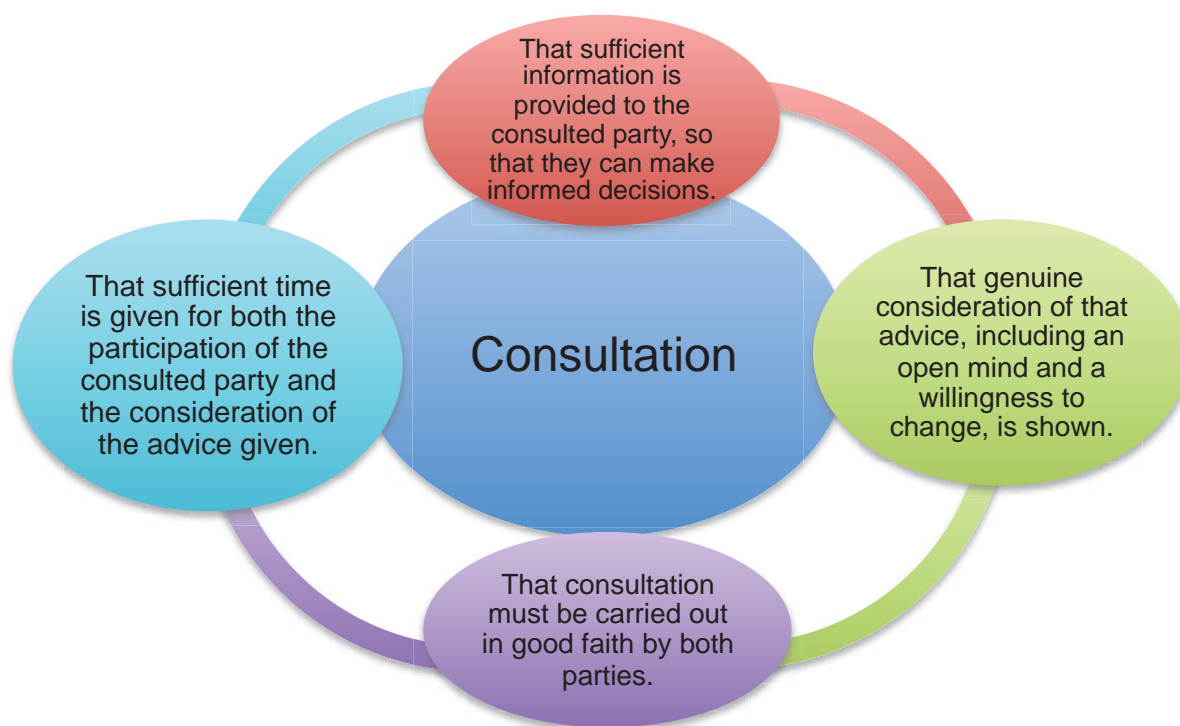 That sufficient
information is
provided to the
consulted party, so
that they can make
informed decisions.
That genuine
consideration of that
advice, including an
open mind and a
willingness to
change, is shown.
That consultation
must be carried out
in good faith by both
parties.
That sufficient time
is given for both the
participation of the
consulted party and
the consideration of
the advice given.
Consultation